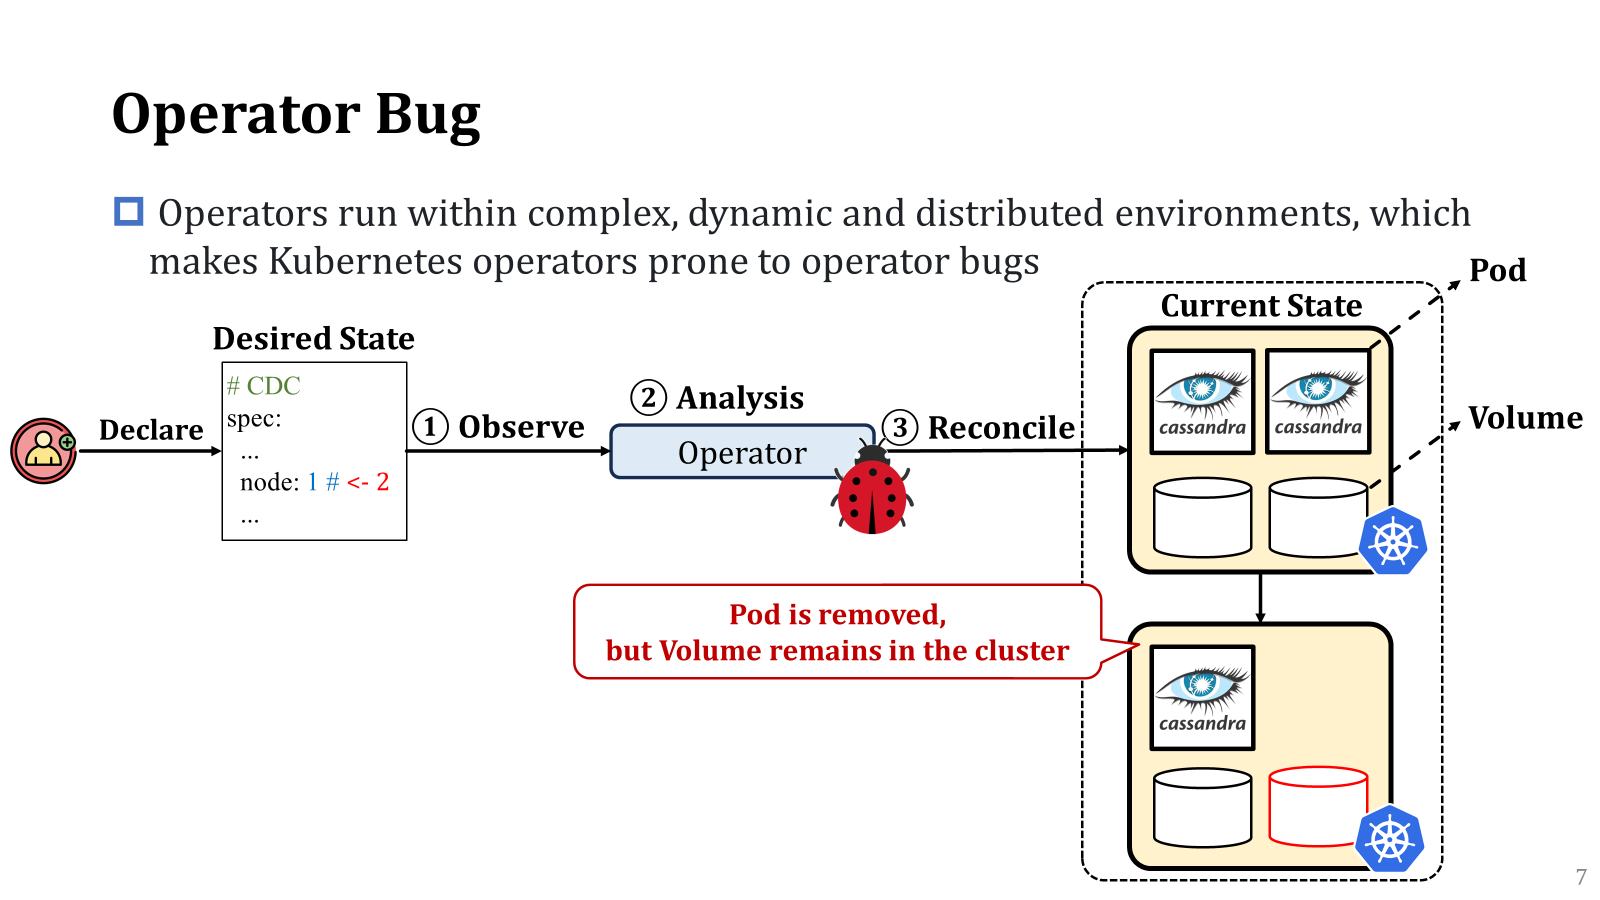 Operator Bug
Operators run within complex, dynamic and distributed environments, which
makes Kubernetes operators prone to operator bugs
Pod
Current State
Desired State
# CDC
spec:
...
node: 1 # <- 2
...
Declare
① Observe
② Analysis
Operator
③ Reconcile
cassandra
cassandra
Volume
Pod is removed,
but Volume remains in the cluster
cassandra
7